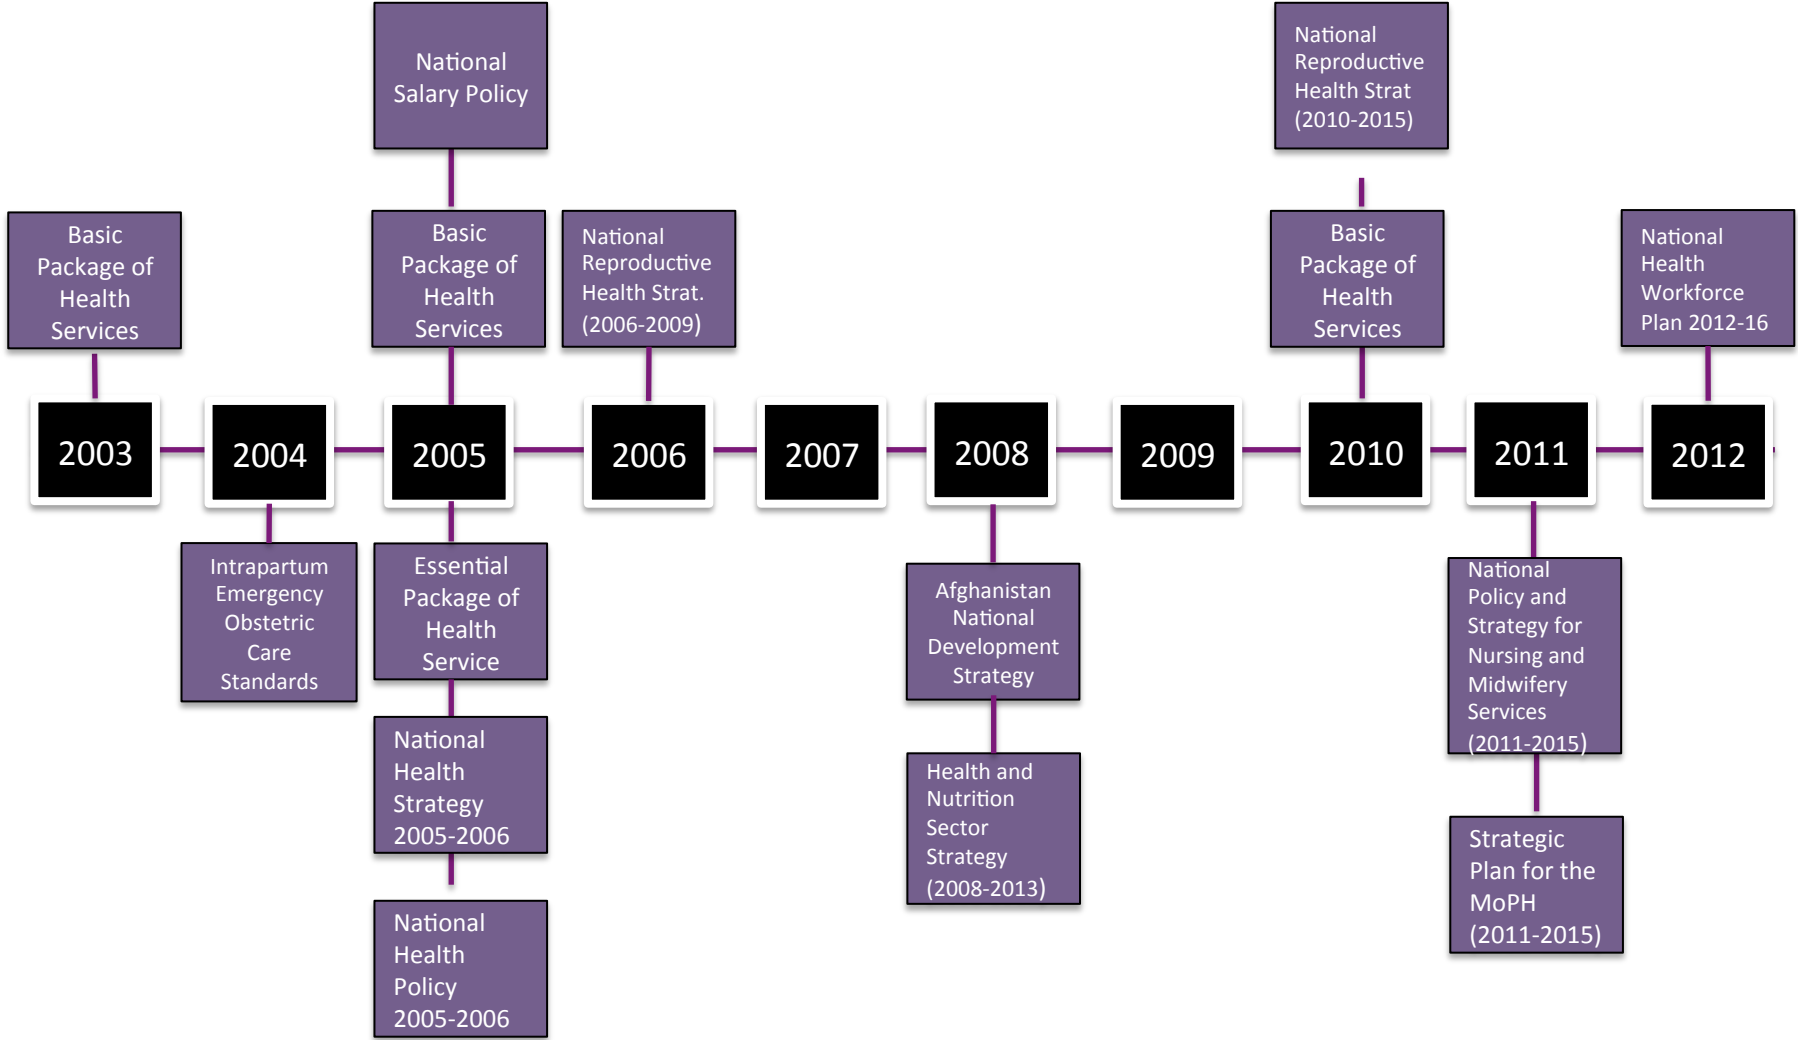 National
Salary Policy
National
Reproductive
Health Strat
(2010-2015)
Basic
Package of
Health
Services
Basic
Package of
Health
Services
National
Reproductive
Health Strat.
(2006-2009)
Basic
Package of
Health
Services
National
Health
Workforce
Plan 2012-16
2003
2004
2005
2006
2007
2008
2009
2010
2011
2012
Intrapartum
Emergency
Obstetric
Care
Standards
Essential
Package of
Health
Service
National
Health
Strategy
2005-2006
National
Health
Policy
2005-2006
Afghanistan
National
Development
Strategy
Health and
Nutrition
Sector
Strategy
(2008-2013)
National
Policy and
Strategy for
Nursing and
Midwifery
Services
(2011-2015)
Strategic
Plan for the
MoPH
(2011-2015)